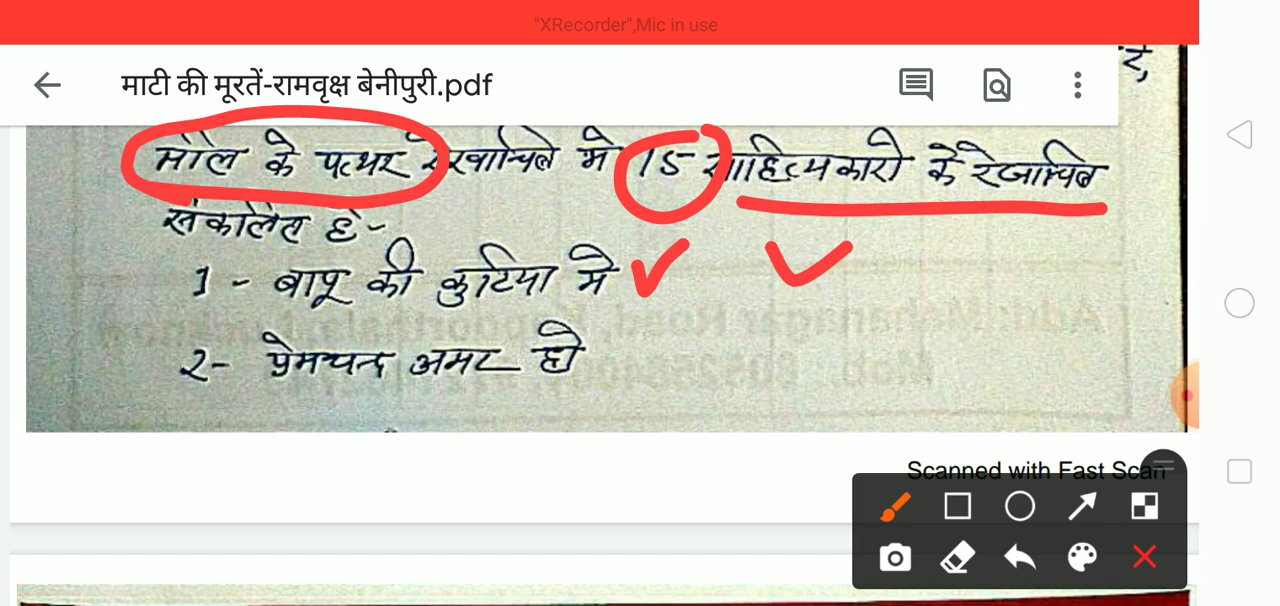 "XRecorder",Mic in use
माटी की मूरतें-रामवृक्ष बेनीपुरी.pdf
मील के पत्थर रेखाचित्र में 15 साहित्यकारों के रेखाचित्र
संकलित है-
1 - बापू की कुटिया में
2- प्रेमचन्द अमर हो
Scanned with Fast Scan